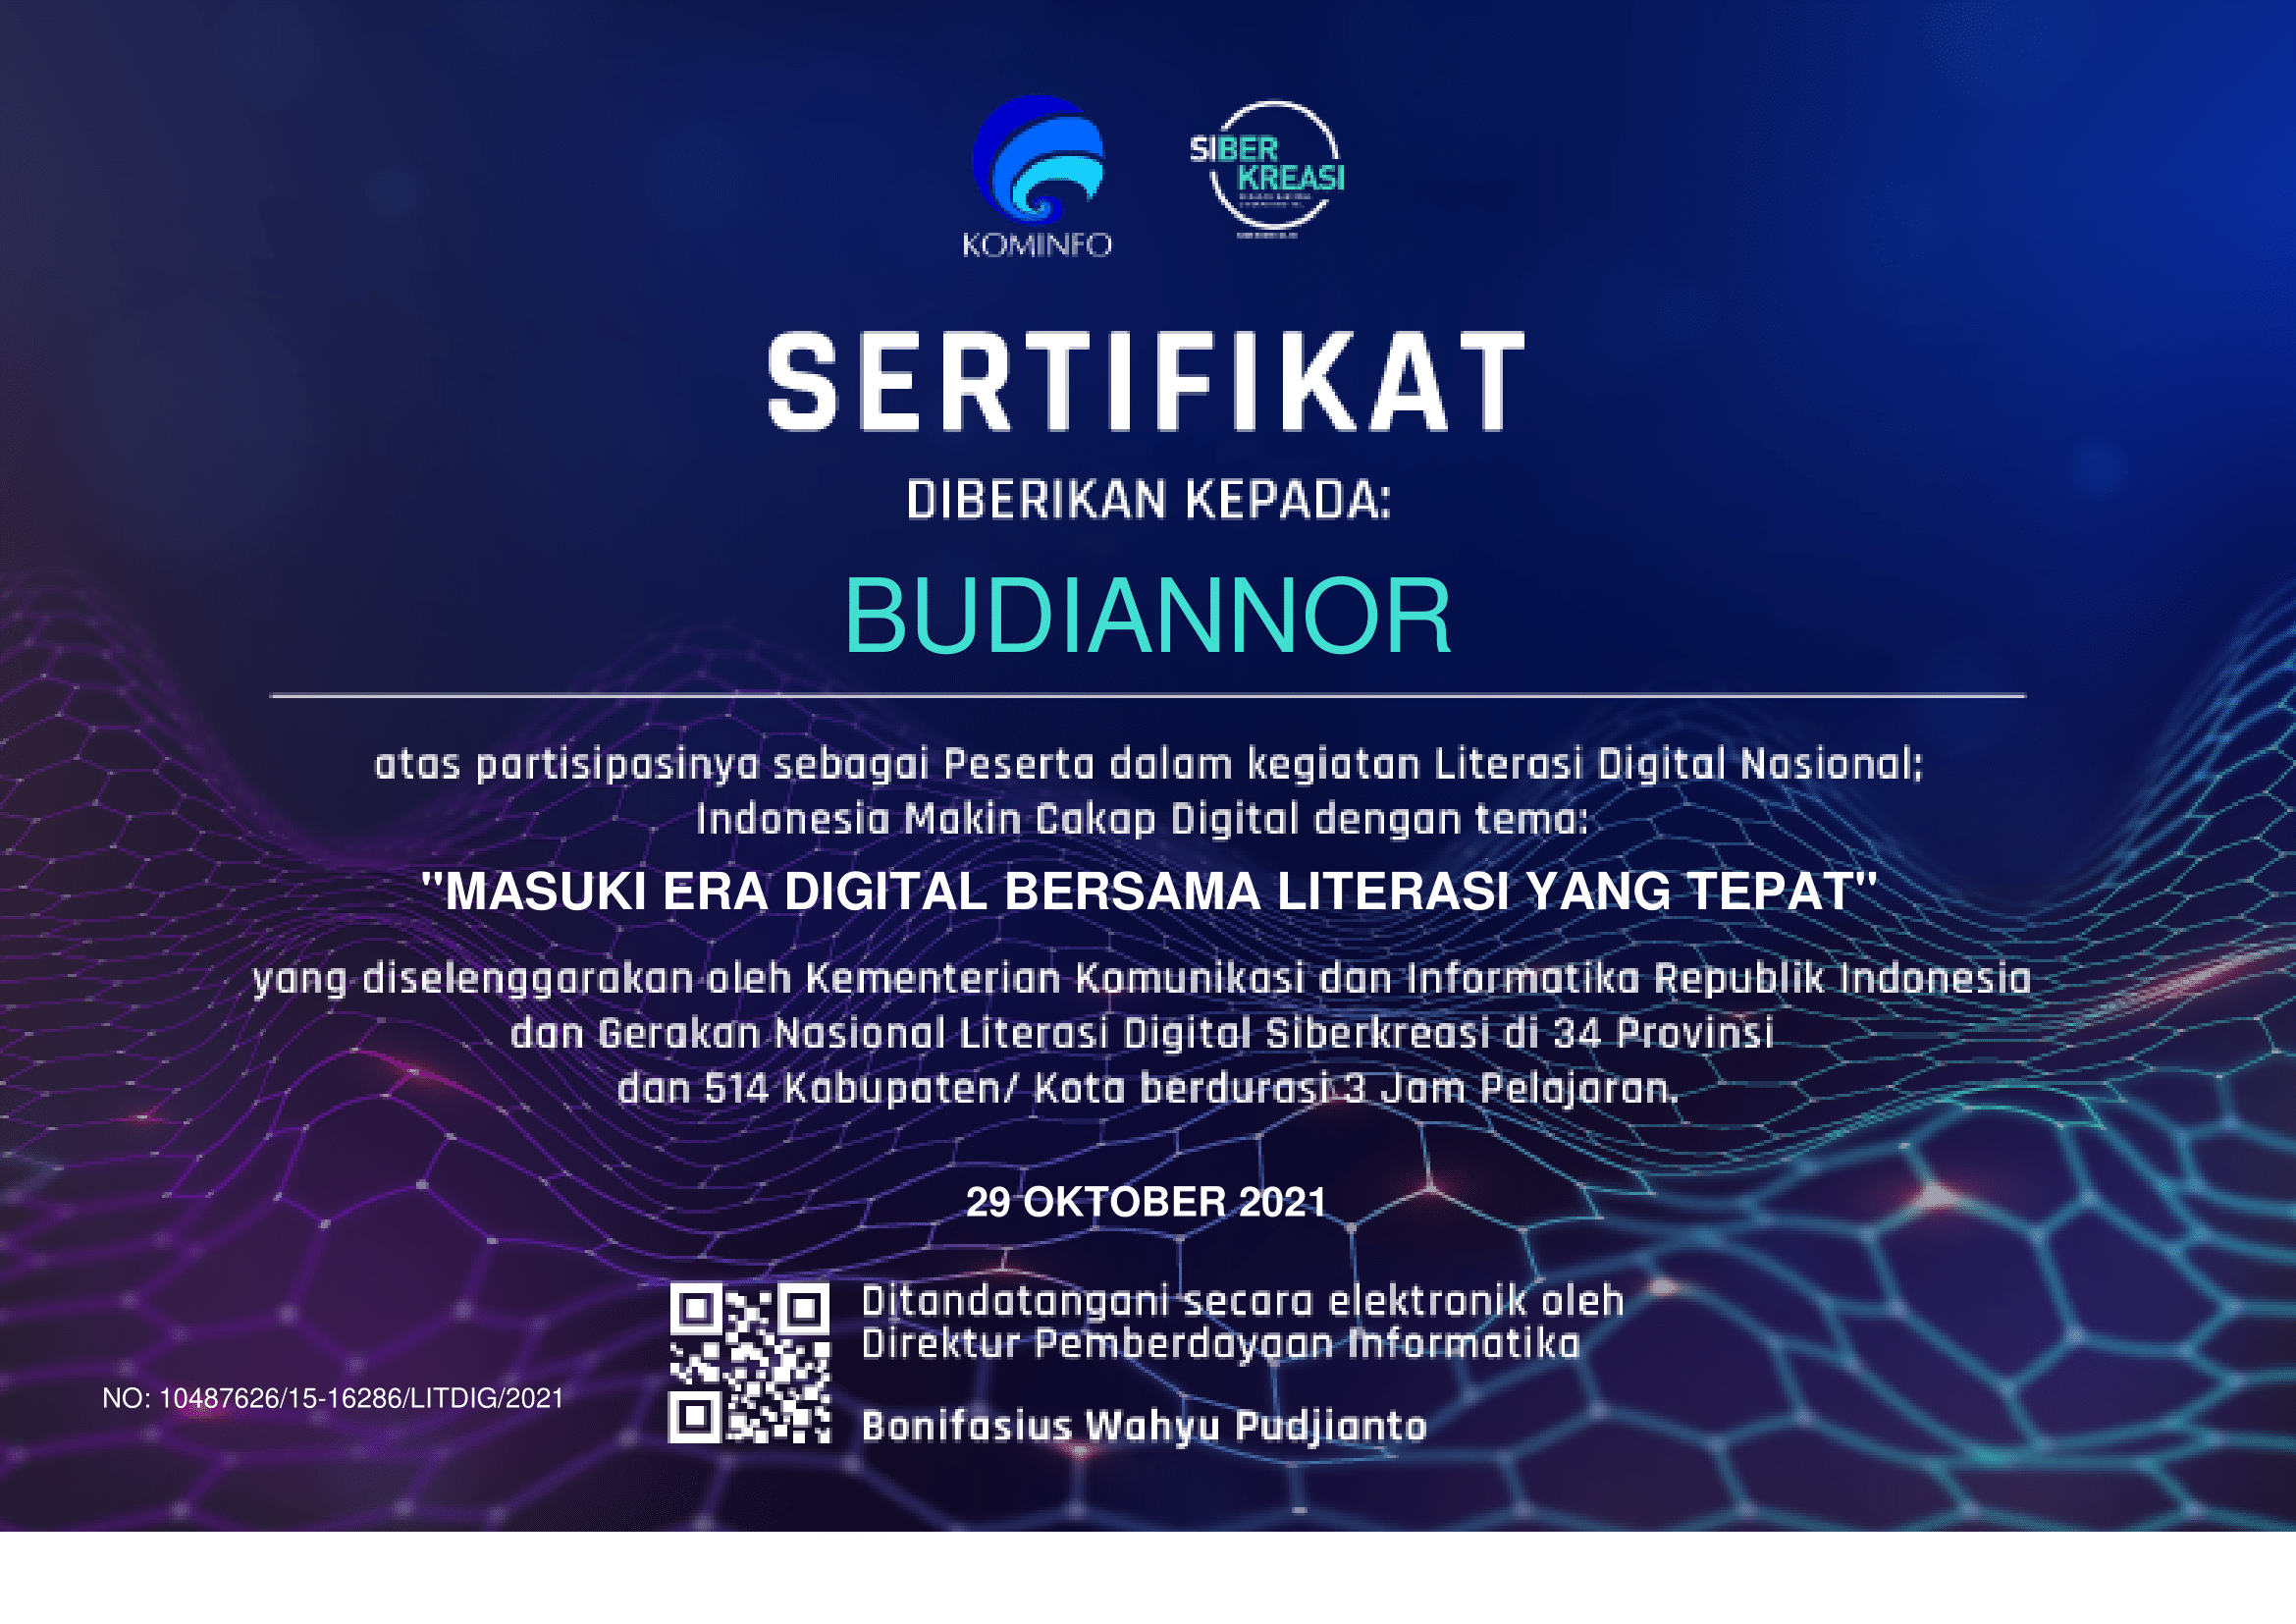 KOMINFO
SIBER
KREASI
SERTIFIKAT
DIBERIKAN KEPADA:
BUDIANNOR
atas partisipasinya sebagai Peserta dalam kegiatan Literasi Digital Nasional;
Indonesia Makin Cakap Digital dengan tema:
"MASUKI ERA DIGITAL BERSAMA LITERASI YANG TEPAT"
yang diselenggarakan oleh Kementerian Komunikasi dan Informatika Republik Indonesia
dan Gerakan Nasional Literasi Digital Siberkreasi di 34 Provinsi
dan 514 Kabupaten/ Kota berdurasi 3 Jam Pelajaran.
29 OKTOBER 2021
Ditandatangani secara elektronik oleh
Direktur Pemberdayaan Informatika
NO: 10487626/15-16286/LITDIG/2021
Bonifasius Wahyu Pudjianto